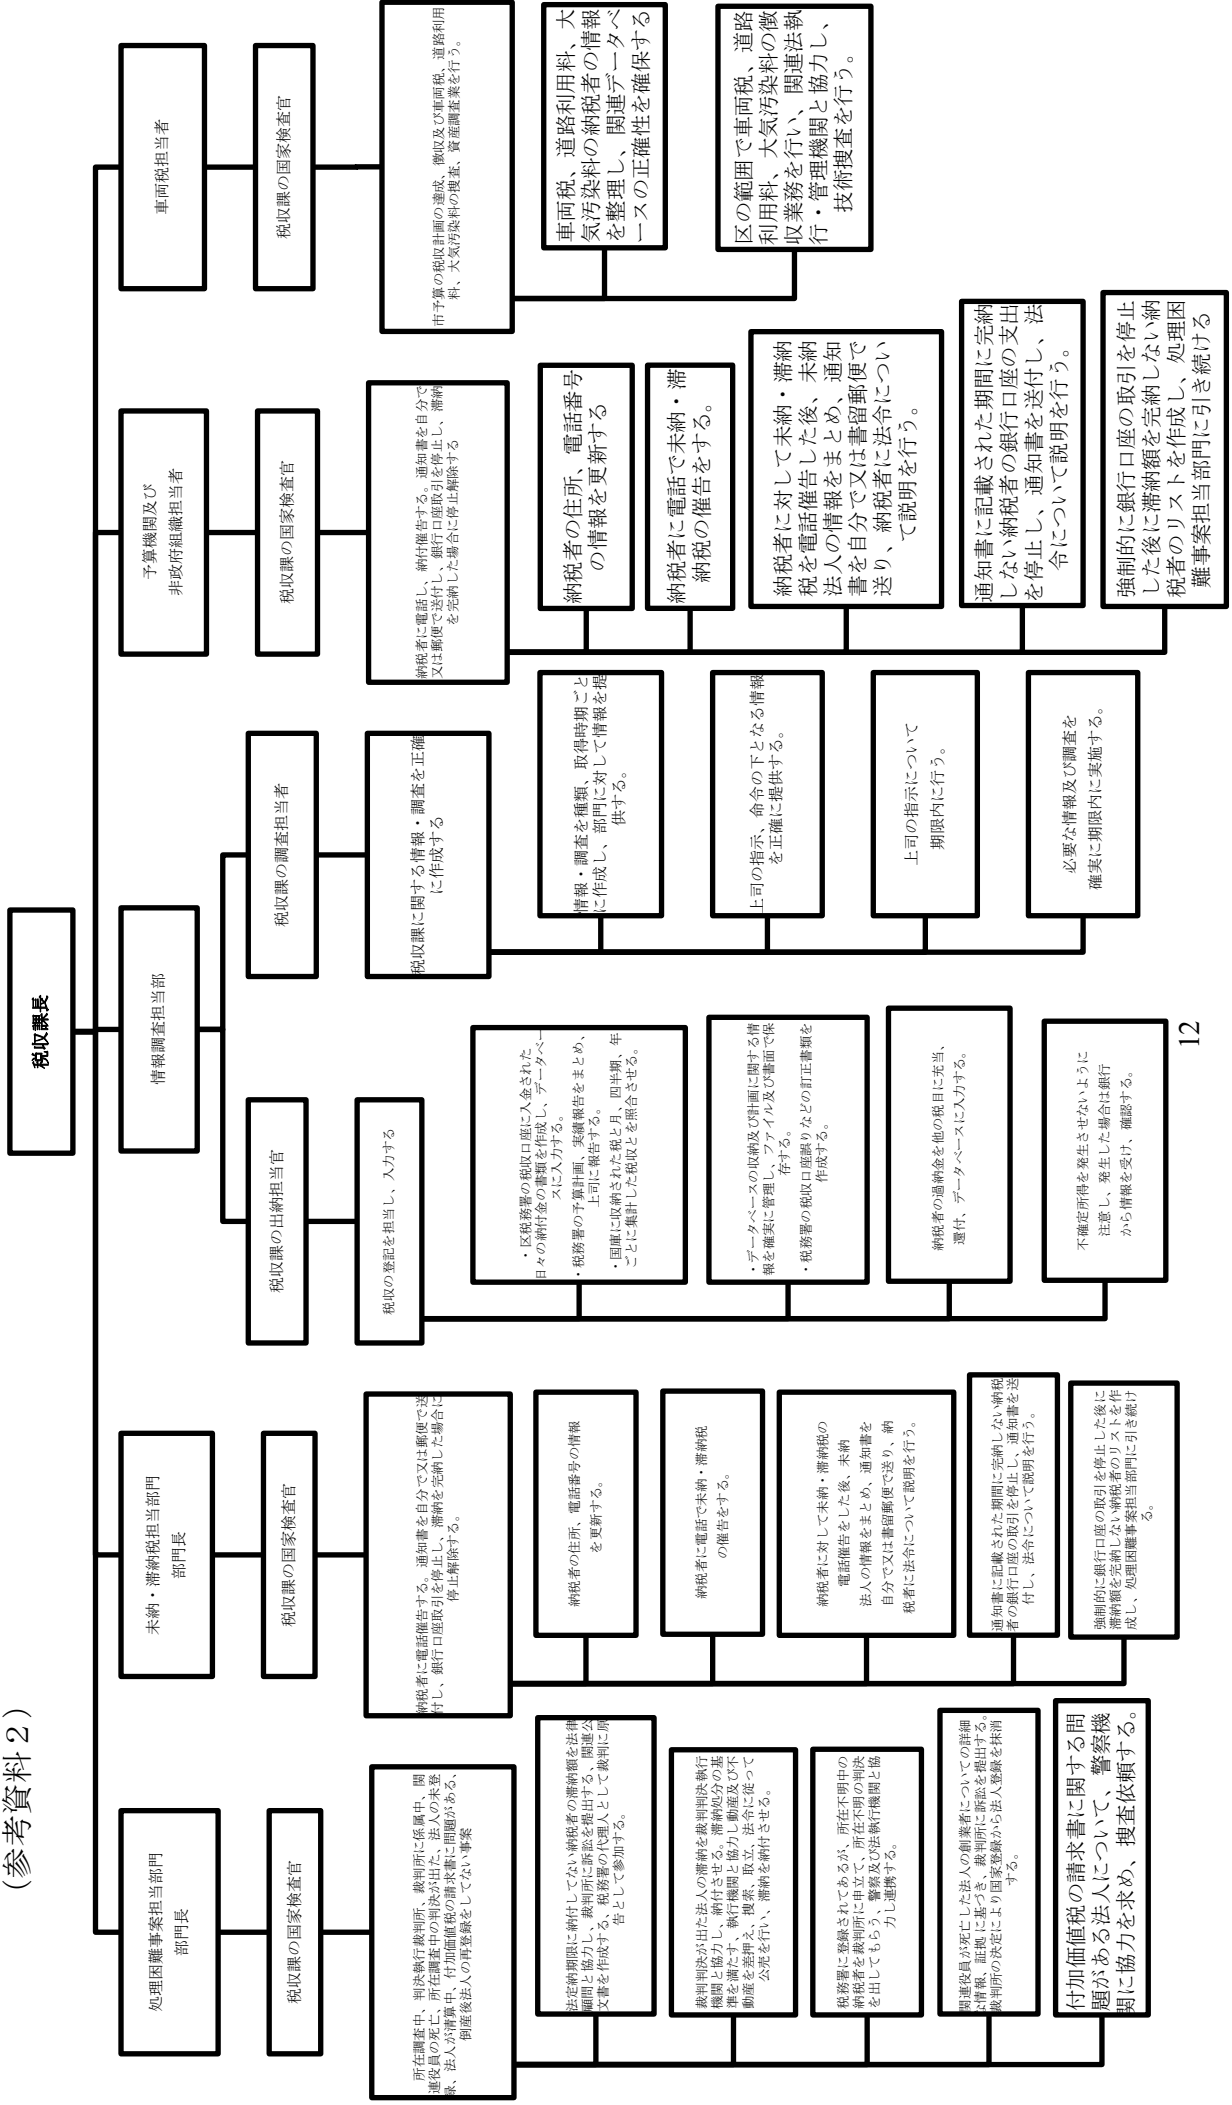 (参考資料２)
税収課長
処理困難事案担当部門
部門長
税収課の国家検査官
所在調査中、判決執行裁判所、裁判所に係属中、関
連役員の死亡、所在調査中の判決が出た、法人の未登
録、法人が清算中、付加価値税の請求書に問題がある、
倒産後法人の再登録をしてない事案
法定納期限に納付してない納税者の滞納額を法律
顧問と協力し、裁判所に訴訟を提出する、関連公
文書を作成する、税務署の代理人として裁判に原
告として参加する。
裁判判決が出た法人の滞納を裁判判決執行
機関と協力し、納付させる。滞納処分の基
準を満たす、執行機関と協力し動産及び不
動産を差押え、捜索、取立、法令に従って
公売を行い、滞納を納付させる。
税務署に登録されてあるが、所在不明中の
納税者を裁判所に申立て、所在不明の判決
を出してもらう、警察及び法執行機関と協
力し連携する。
関連役員が死亡した法人の創業者についての詳細
な情報、証拠に基づき、裁判所に訴訟を提出する。
裁判所の決定により国家登録から法人登録を抹消
する。
付加価値税の請求書に関する問
題がある法人について、警察機
関に協力を求め、捜査依頼する。
未納・滞納税担当部門
部門長
税収課の国家検査官
納税者に電話催告する。通知書を自分で又は郵便で送
付し、銀行口座取引を停止し、滞納を完納した場合に
停止解除する。
納税者の住所、電話番号の情報
を更新する。
納税者に電話で未納・滞納税
の催告をする。
納税者に対して未納・滞納税の
電話催告をした後、未納
法人の情報をまとめ、通知書を
自分で又は書留郵便で送り、納
税者に法令について説明を行う。
通知書に記載された期間に完納しない納税
者の銀行口座の取引を停止し、通知書を送
付し、法令について説明を行う。
強制的に銀行口座の取引を停止した後に
滞納額を完納しない納税者のリストを作
成し、処理困難事案担当部門に引き続け
る。
情報調査担当部
税収課の出納担当官
税収の登記を担当し、入力する
・区税務署の税収口座に入金された
日々の納付金の書類を作成し、データベー
スに入力する。
・税務署の予算計画、実績報告をまとめ、
上司に報告する。
・国庫に収納された税と月、四半期、年
ごとに集計した税収とを照合させる。
・データベースの収納及び計画に関する情
報を確実に管理し、ファイル及び書面で保
存する。
・税務署の税収口座誤りなどの訂正書類を
作成する。
納税者の過納金を他の税目に充当、
還付、データベースに入力する。
不確定所得を発生させないように
注意し、発生した場合は銀行
から情報を受け、確認する。
税収課の調査担当者
税収課に関する情報・調査を正確
に作成する
情報・調査を種類、取得時期ごと
に作成し、部門に対して情報を提
供する。
上司の指示、命令の下となる情報
を正確に提供する。
上司の指示について
期限内に行う。
必要な情報及び調査を
確実に期限内に実施する。
予算機関及び
非政府組織担当者
税収課の国家検査官
納税者に電話し、納付催告する。通知書を自分で
又は郵便で送付し、銀行口座取引を停止し、滞納
を完納した場合に停止解除する
納税者の住所、電話番号
の情報を更新する
納税者に電話で未納・滞
納税の催告をする。
納税者に対して未納・滞納
税を電話催告した後、未納
法人の情報をまとめ、通知
書を自分で又は書留郵便で
送り、納税者に法令につい
て説明を行う。
通知書に記載された期間に完納
しない納税者の銀行口座の支出
を停止し、通知書を送付し、法
令について説明を行う。
強制的に銀行口座の取引を停止
した後に滞納額を完納しない納
税者のリストを作成し、処理困
難事案担当部門に引き続ける
車両税担当者
税収課の国家検査官
市予算の税収計画の達成、徴収及び車両税、道路利用
料、大気汚染料の捜査、資産調査業を行う。
車両税、道路利用料、大
気汚染料の納税者の情報
を整理し、関連データベ
ースの正確性を確保する
区の範囲で車両税、道路
利用料、大気汚染料の徴
収業務を行い、関連法執
行・管理機関と協力し、
技術捜査を行う。
12